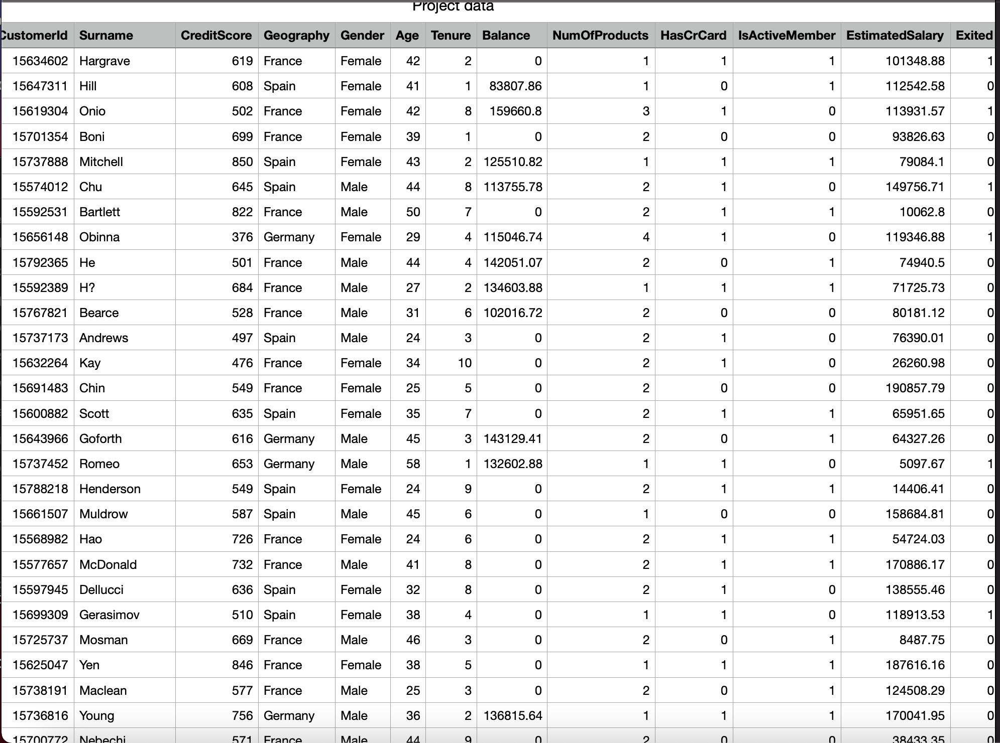 Project data
CustomerId Surname CreditScore Geography Gender Age Tenure Balance NumOfProducts HasCrCard IsActiveMember EstimatedSalary Exited
15634602 Hargrave 619 France Female 42 2 0 1 1 1 101348.88 1
15647311 Hill 608 Spain Female 41 1 83807.86 1 0 1 112542.58 0
15619304 Onio 502 France Female 42 8 159660.8 3 1 0 113931.57 1
15701354 Boni 699 France Female 39 1 0 2 0 0 93826.63 0
15737888 Mitchell 850 Spain Female 43 2 125510.82 1 1 1 79084.1 0
15574012 Chu 645 Spain Male 44 8 113755.78 2 1 0 149756.71 1
15592531 Bartlett 822 France Male 50 7 0 2 1 1 10062.8 0
15656148 Obinna 376 Germany Female 29 4 115046.74 4 1 0 119346.88 1
15792365 He 501 France Male 44 4 142051.07 2 0 1 74940.5 0
15592389 H? 684 France Male 27 2 134603.88 1 1 1 71725.73 0
15767821 Bearce 528 France Male 31 6 102016.72 2 0 0 80181.12 0
15737173 Andrews 497 Spain Male 24 3 0 2 1 0 76390.01 0
15632264 Kay 476 France Female 34 10 0 2 1 0 26260.98 0
15691483 Chin 549 France Female 25 5 0 2 0 0 190857.79 0
15600882 Scott 635 Spain Female 35 7 0 2 1 1 65951.65 0
15643966 Goforth 616 Germany Male 45 3 143129.41 2 0 1 64327.26 0
15737452 Romeo 653 Germany Male 58 1 132602.88 1 1 0 5097.67 1
15788218 Henderson 549 Spain Female 24 9 0 2 1 1 14406.41 0
15661507 Muldrow 587 Spain Male 45 6 0 1 0 0 158684.81 0
15568982 Hao 726 France Female 24 6 0 2 1 1 54724.03 0
15577657 McDonald 732 France Male 41 8 0 2 1 1 170886.17 0
15597945 Dellucci 636 Spain Female 32 8 0 2 1 0 138555.46 0
15699309 Gerasimov 510 Spain Female 38 4 0 1 1 0 118913.53 1
15725737 Mosman 669 France Male 46 3 0 2 0 1 8487.75 0
15625047 Yen 846 France Female 38 5 0 1 1 1 187616.16 0
15738191 Maclean 577 France Male 25 3 0 2 0 1 124508.29 0
15736816 Young 756 Germany Male 36 2 136815.64 1 1 1 170041.95 0
15700772 Nebechi 571 France Male 44 9 0 2 0 0 38433.35 0